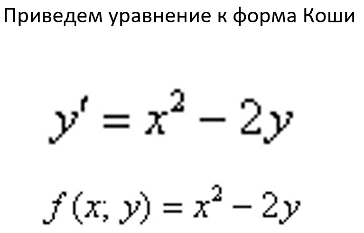 Приведем уравнение к форма Коши
y′ = x² − 2y
f (x; y) = x² − 2y